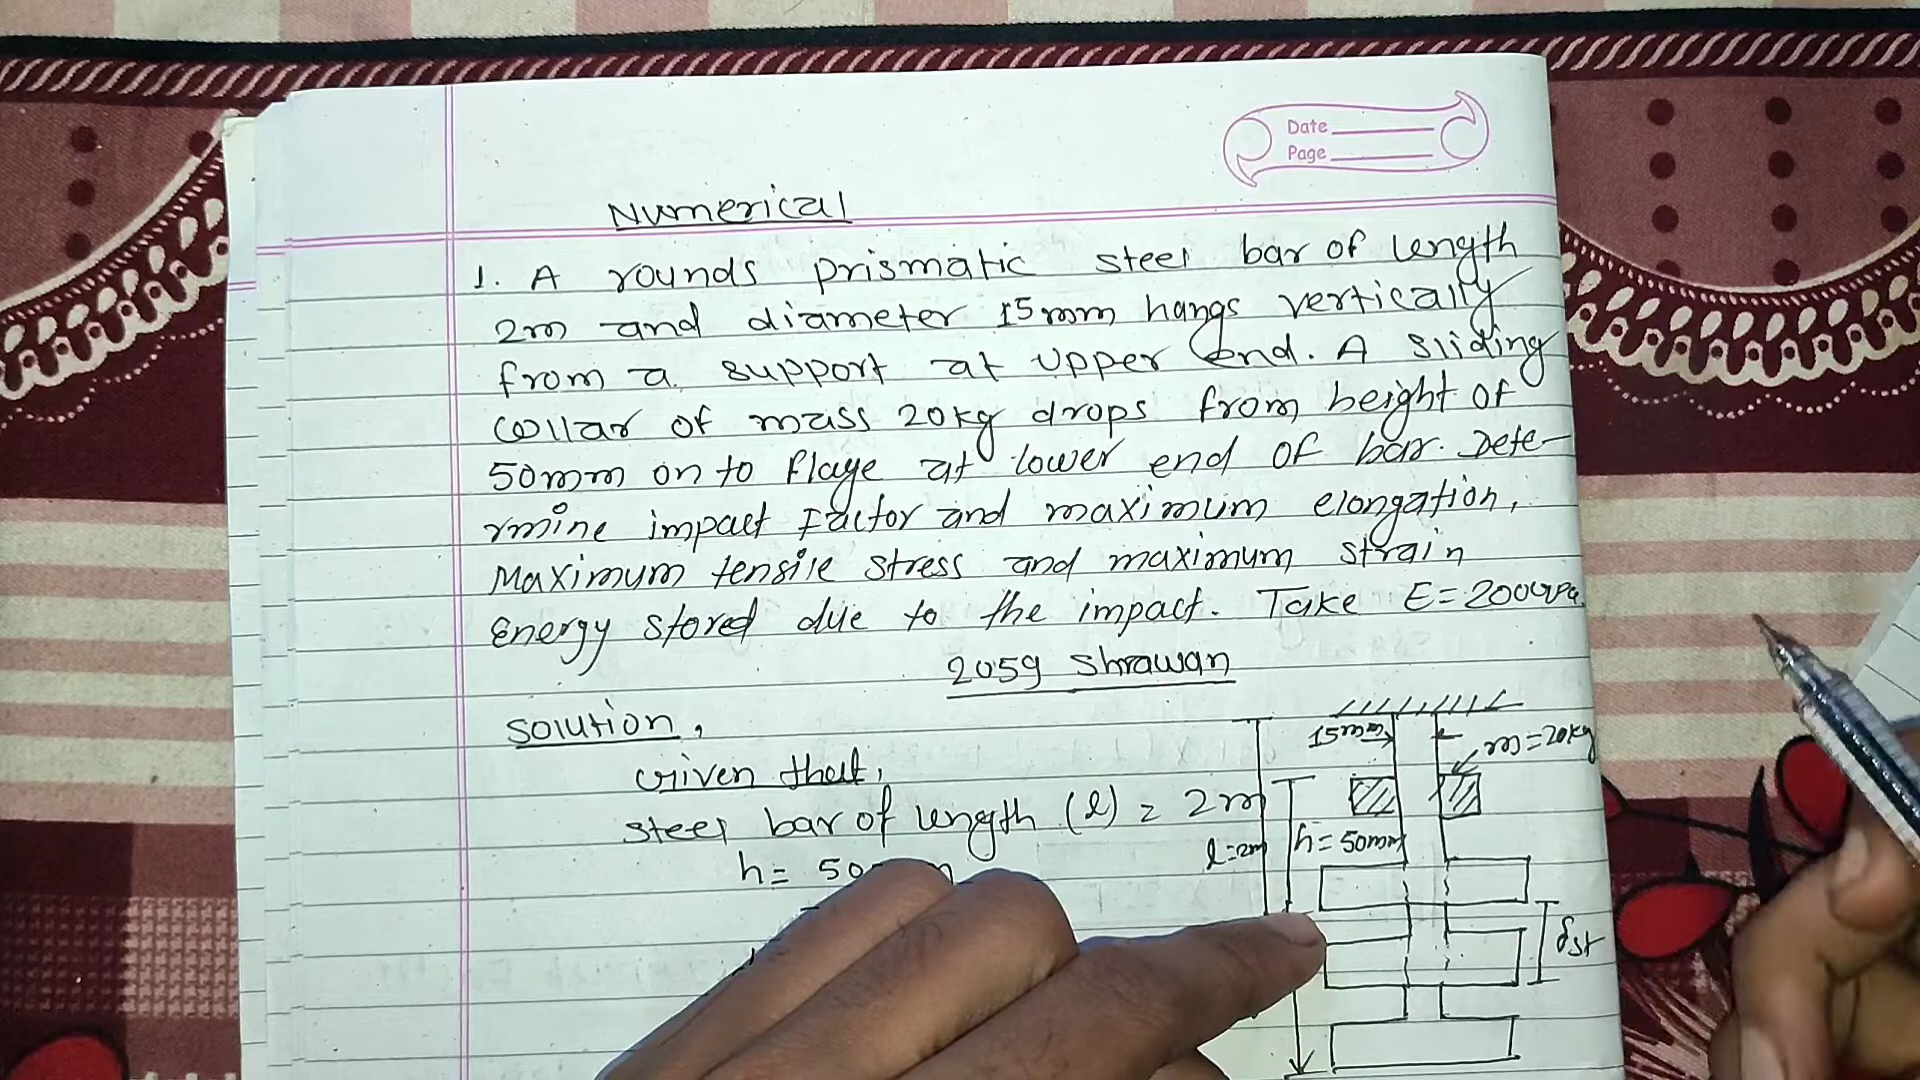 Date
Page
Numerical
1. A rounds prismatic steel bar of length
2m and diameter 15mm hangs vertically
from a support at upper end. A sliding
collar of mass 20kg drops from height of
50mm on to flage at lower end of bar. Dete-
rmine impact Factor and maximum elongation,
Maximum tensile stress and maximum strain
Energy stored due to the impact. Take E=200GPa.
2059 Shrawan
Solution,
Given that,
steel bar of length (l) = 2m
h= 50
15mm
m=20kg
l=2m
h=50mm
δst